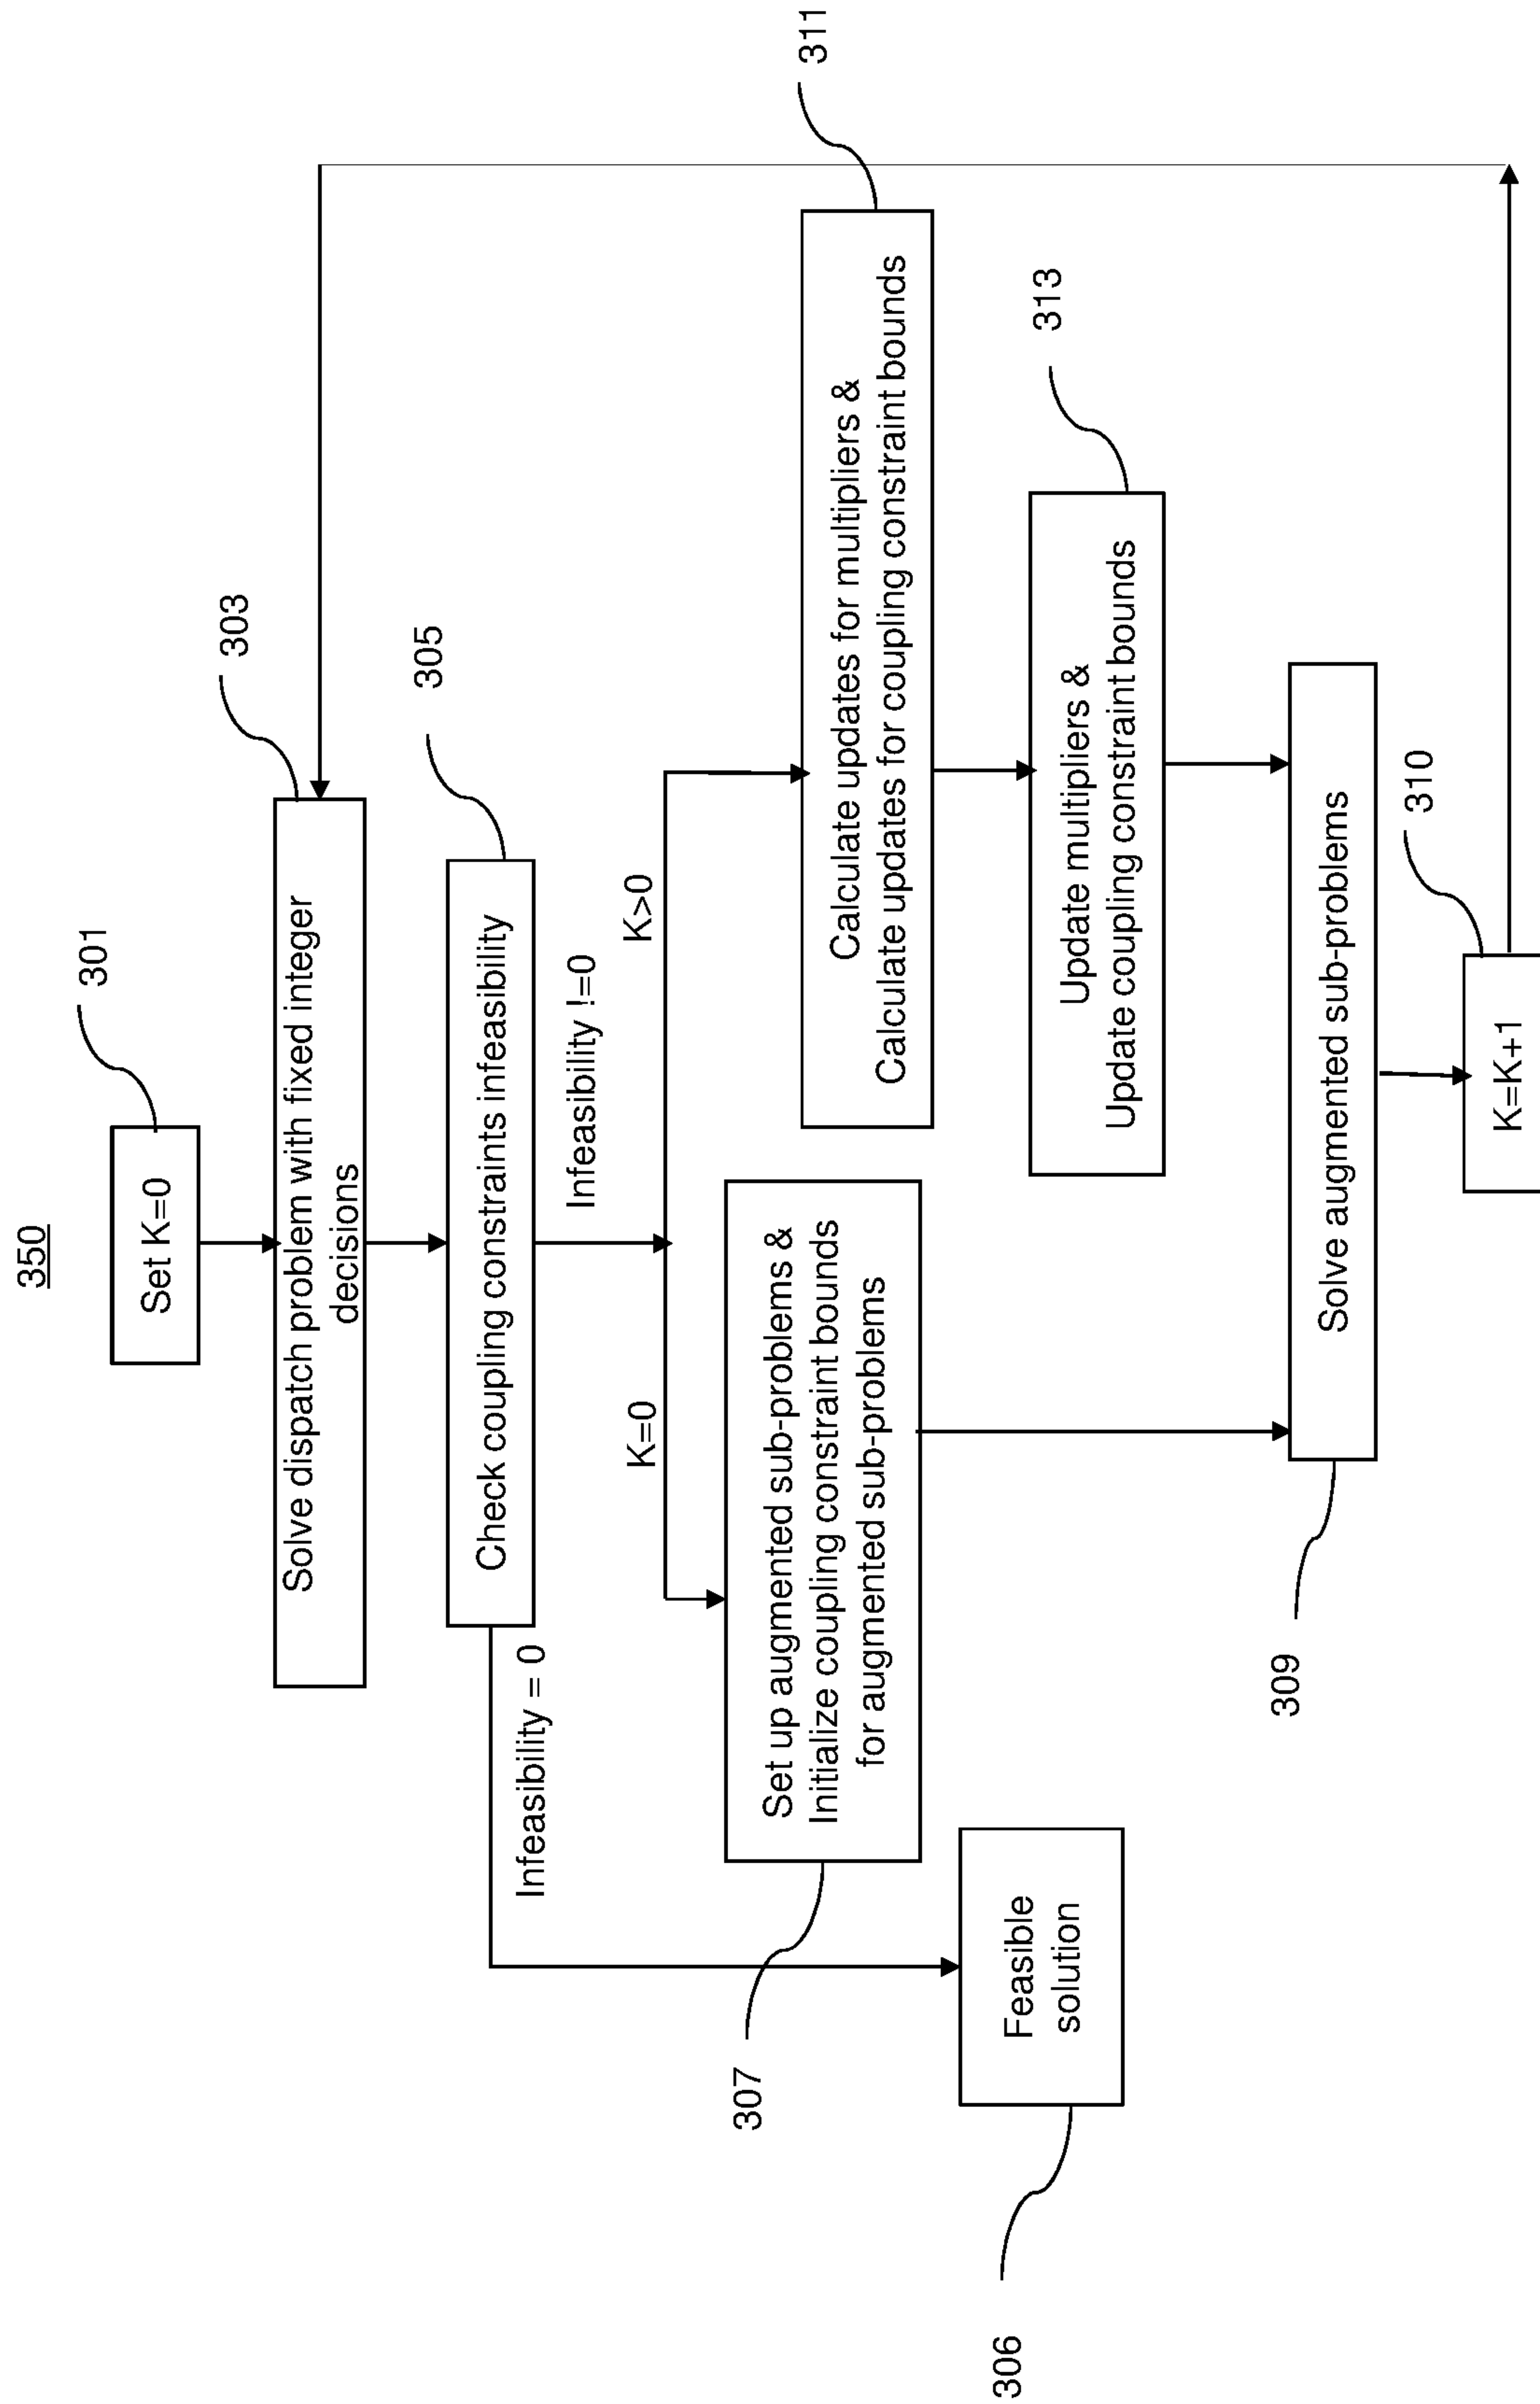 350
Set K=0
301
Solve dispatch problem with fixed integer
decisions
303
Check coupling constraints infeasibility
305
Infeasibility = 0
Infeasibility !=0
K=0
K>0
Set up augmented sub-problems &
Initialize coupling constraint bounds
for augmented sub-problems
307
Calculate updates for multipliers &
Calculate updates for coupling constraint bounds
311
Feasible
solution
306
Update multipliers &
Update coupling constraint bounds
313
Solve augmented sub-problems
309
310
K=K+1